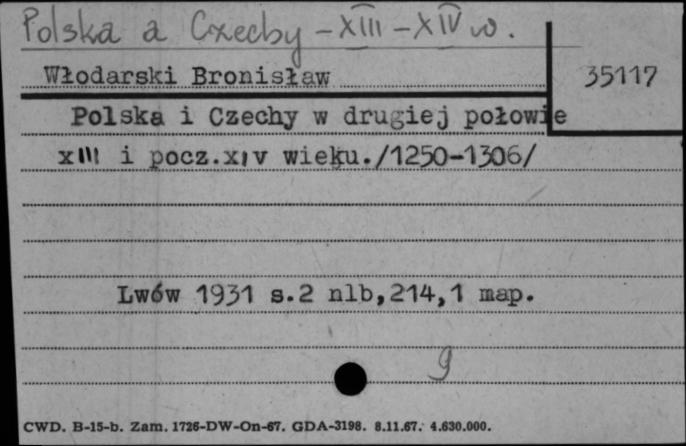 Polska a Czechy - XIII - XIV w.
Włodarski Bronisław
35117
Polska i Czechy w drugiej połowie
xIII i pocz.xIv wieku./1250-1306/
Lwów 1931 s.2 nlb,214,1 map.
9
CWD. B-15-b. Zam. 1726-DW-On-67. GDA-3198. 8.11.67. 4.630.000.